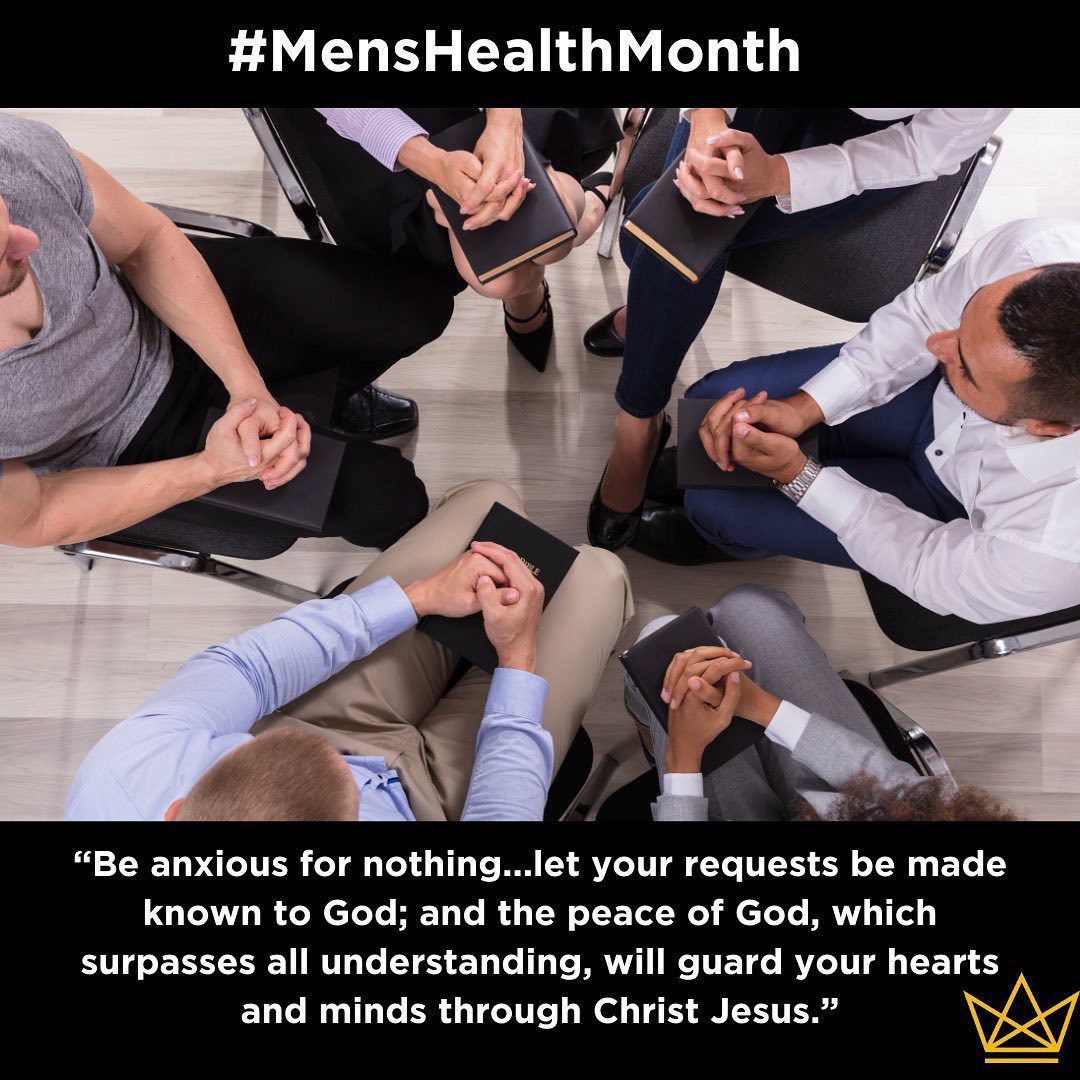 #MensHealthMonth
BIBLE
“Be anxious for nothing...let your requests be made
known to God; and the peace of God, which
surpasses all understanding, will guard your hearts
and minds through Christ Jesus.”